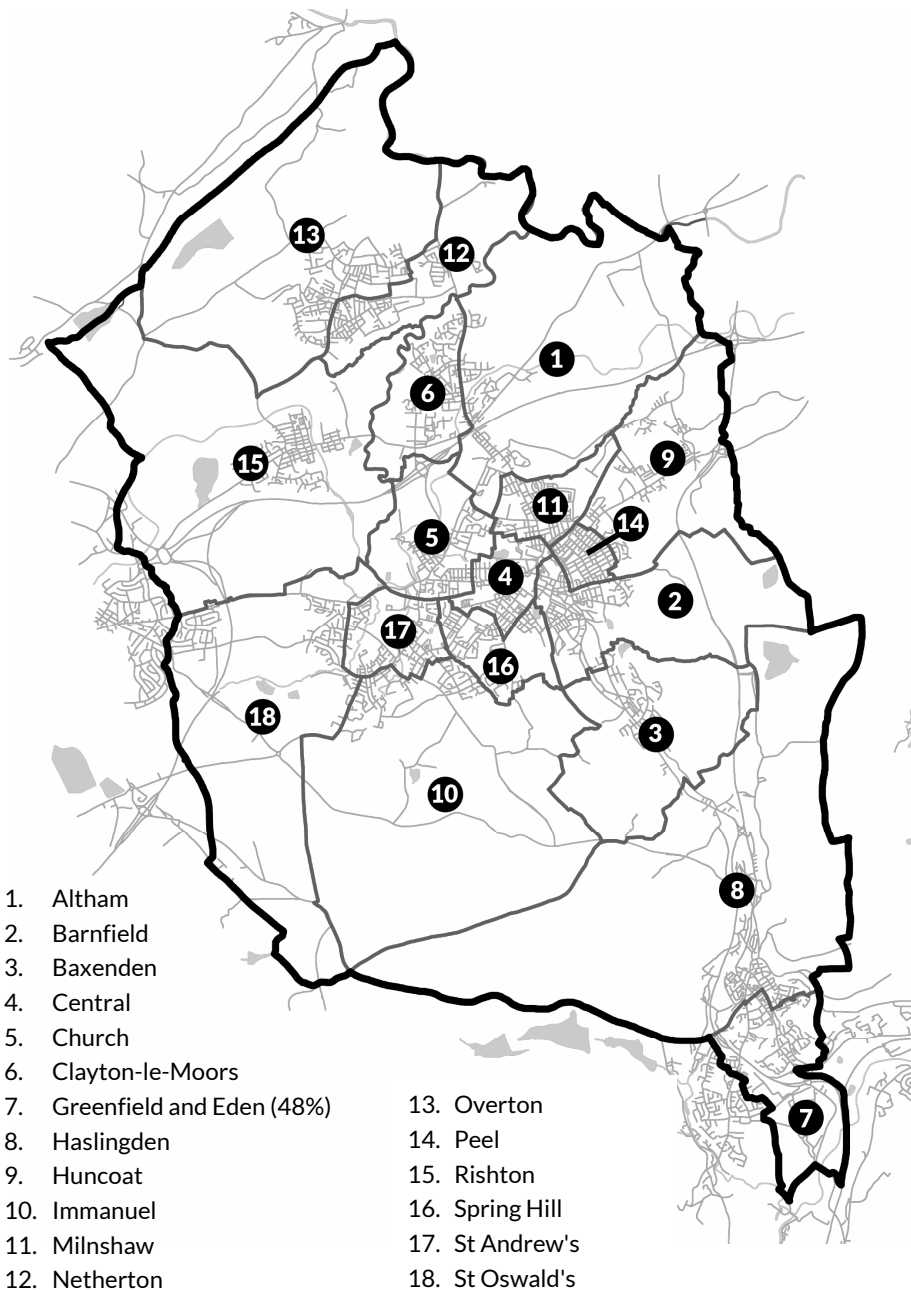 13
12
1
6
9
15
11
14
5
4
2
17
16
18
3
10
8
7
1. Altham
2. Barnfield
3. Baxenden
4. Central
5. Church
6. Clayton-le-Moors
7. Greenfield and Eden (48%)
8. Haslingden
9. Huncoat
10. Immanuel
11. Milnshaw
12. Netherton
13. Overton
14. Peel
15. Rishton
16. Spring Hill
17. St Andrew's
18. St Oswald's